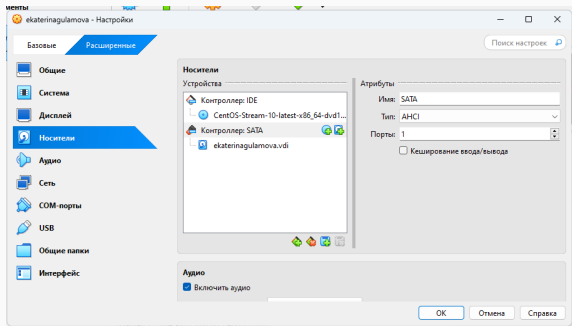 менты
ekaterinagulamova - Настройки
Базовые
Расширенные
Поиск настроек
Общие
Система
Дисплей
Носители
Аудио
Сеть
COM-порты
USB
Общие папки
Интерфейс
Носители
Устройства
Контроллер: IDE
CentOS-Stream-10-latest-x86_64-dvd1...
Контроллер: SATA
ekaterinagulamova.vdi
Атрибуты
Имя: SATA
Тип: AHCI
Порты: 1
Кеширование ввода/вывода
Аудио
Включить аудио
OK
Отмена
Справка